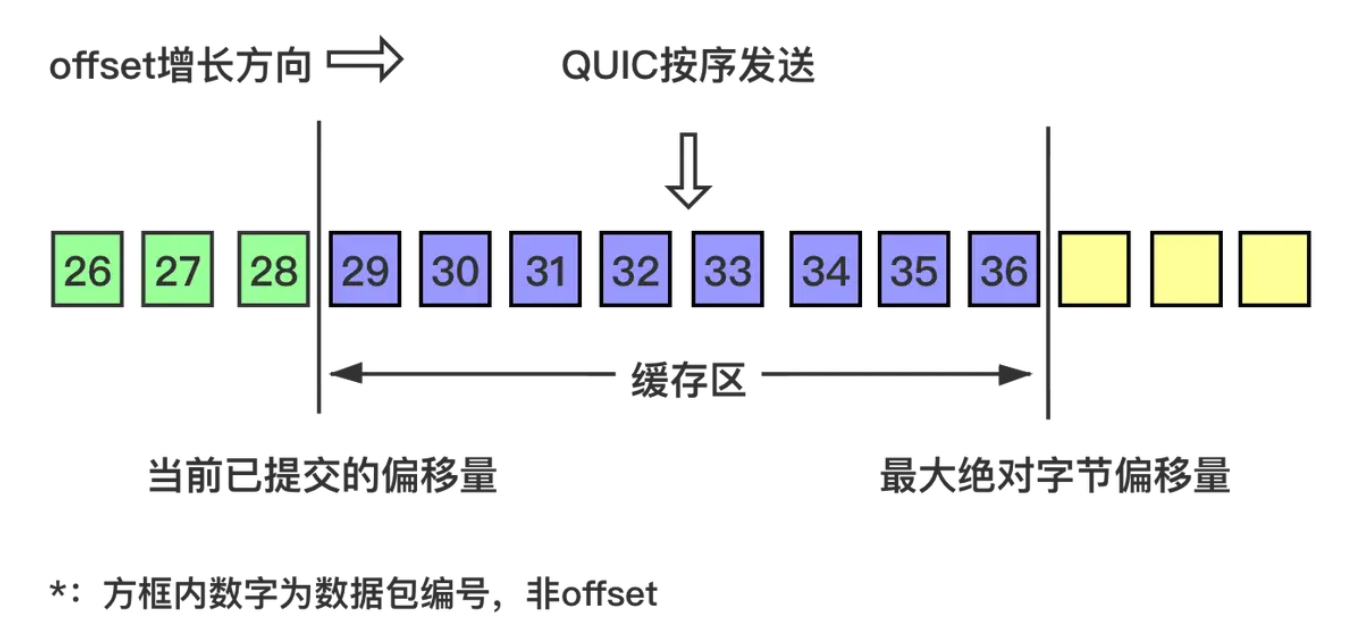 offset增长方向
QUIC按序发送
26 27 28 29 30 31 32 33 34 35 36
缓存区
当前已提交的偏移量
最大绝对字节偏移量
*：方框内数字为数据包编号，非offset